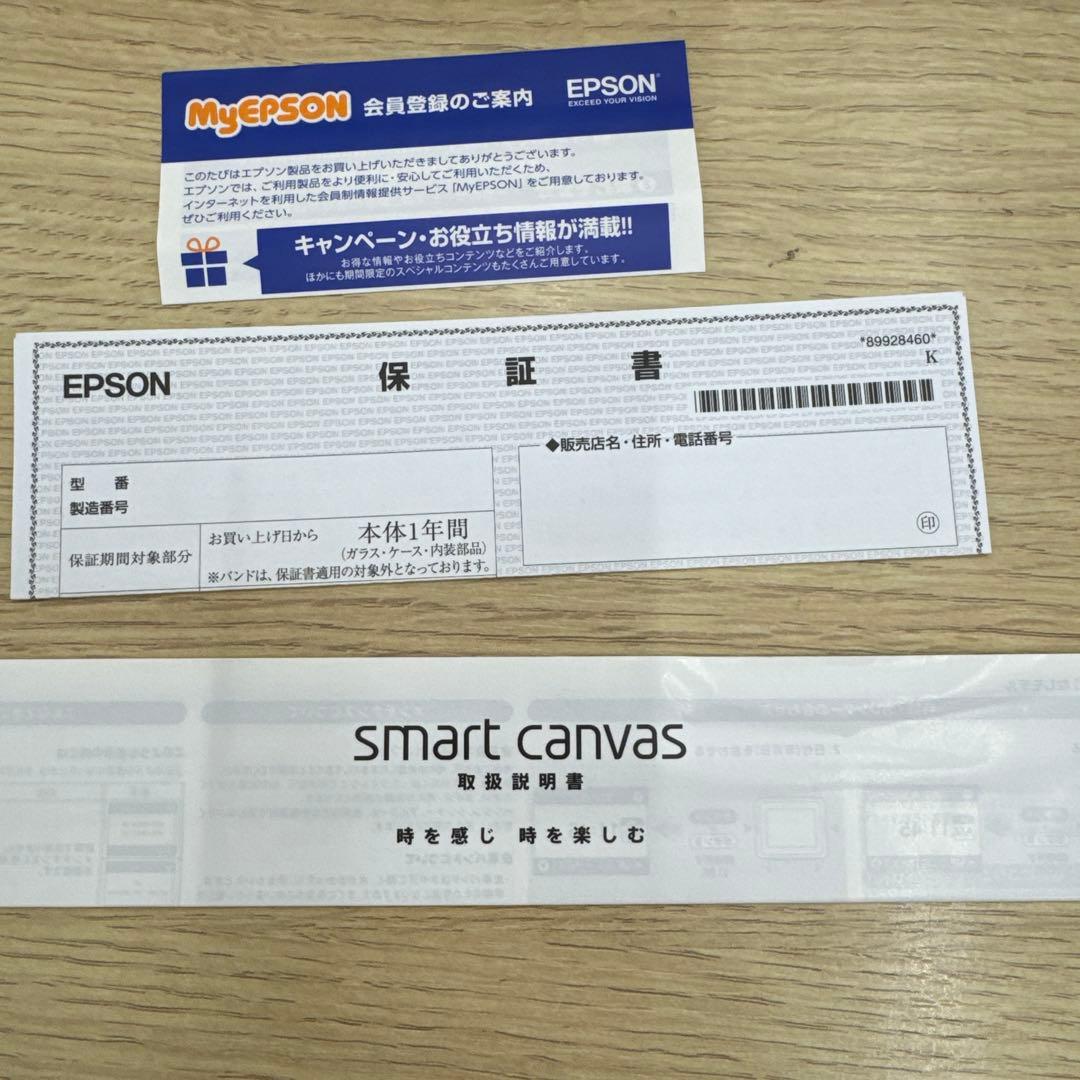 MyEPSON 会員登録のご案内
EPSON
EXCEED YOUR VISION
このたびはエプソン製品をお買い上げいただきましてありがとうございます。
エプソンでは、ご利用製品をより便利に・安心してご利用いただくため、
インターネットを利用した会員制情報提供サービス「MyEPSON」をご用意しております。
ぜひご利用ください。
キャンペーン・お役立ち情報が満載!!
お得な情報やお役立ちコンテンツなどをご紹介します。
ほかにも期間限定のスペシャルコンテンツもたくさんご用意しています。
EPSON
保証書
*89928460*
K
◆販売店名・住所・電話番号
型 番
製造番号
印
保証期間対象部分
お買い上げ日から 本体1年間
(ガラス・ケース・内装部品)
※バンドは、保証書適用の対象外となっております。
smart canvas
取扱説明書
時を感じ 時を楽しむ